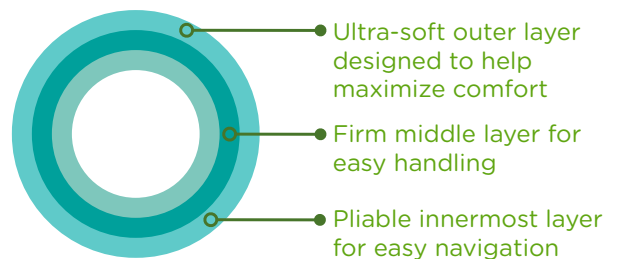 Ultra-soft outer layer
designed to help
maximize comfort
Firm middle layer for
easy handling
Pliable innermost layer
for easy navigation